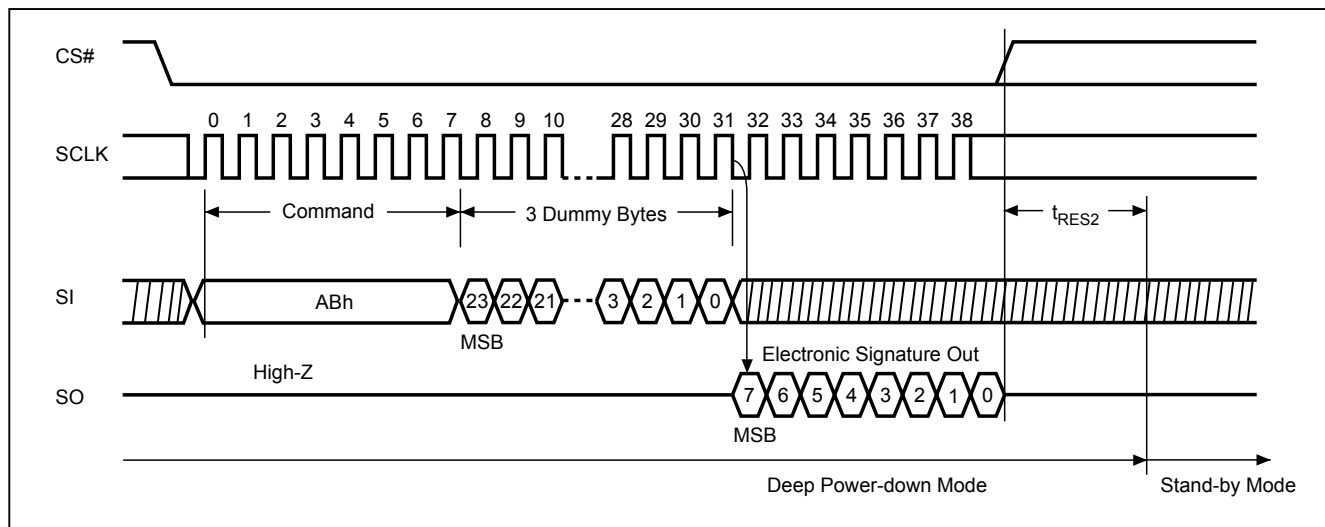 CS#
0 1 2 3 4 5 6 7 8 9 10 28 29 30 31 32 33 34 35 36 37 38
SCLK
Command 3 Dummy Bytes tRES2
SI ABh 23 22 21 3 2 1 0
MSB
Electronic Signature Out
High-Z
SO 7 6 5 4 3 2 1 0
MSB
Deep Power-down Mode Stand-by Mode